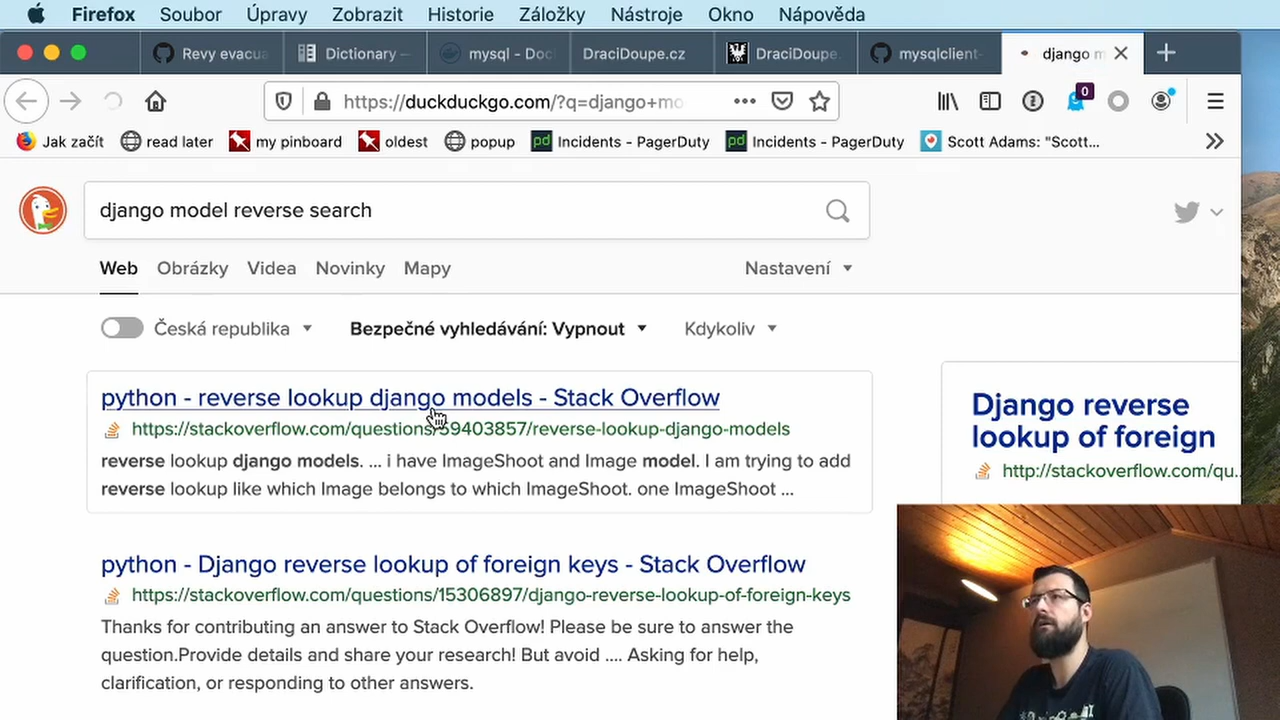 Firefox Soubor Úpravy Zobrazit Historie Záložky Nástroje Okno Nápověda
Revy evacua Dictionary — mysql - Doc DraciDoupe.cz DraciDoupe. mysqlclient- django m
https://duckduckgo.com/?q=django+mo 0
Jak začít read later my pinboard oldest popup Incidents - PagerDuty Incidents - PagerDuty Scott Adams: "Scott...
django model reverse search
Web Obrázky Videa Novinky Mapy Nastavení
Česká republika Bezpečné vyhledávání: Vypnout Kdykoliv
python - reverse lookup django models - Stack Overflow
https://stackoverflow.com/questions/59403857/reverse-lookup-django-models
reverse lookup django models. ... i have ImageShoot and Image model. I am trying to add
reverse lookup like which Image belongs to which ImageShoot. one ImageShoot ...
Django reverse
lookup of foreign
http://stackoverflow.com/qu...
python - Django reverse lookup of foreign keys - Stack Overflow
https://stackoverflow.com/questions/15306897/django-reverse-lookup-of-foreign-keys
Thanks for contributing an answer to Stack Overflow! Please be sure to answer the
question.Provide details and share your research! But avoid .... Asking for help,
clarification, or responding to other answers.